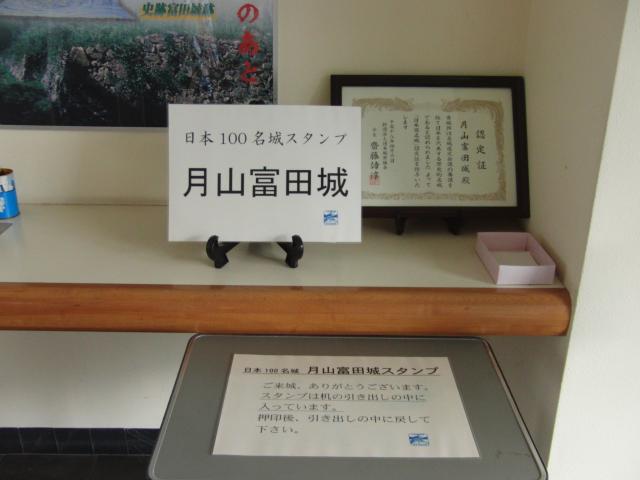 史跡富田城跡
のあと
日本100名城スタンプ
月山富田城
認定証
月山富田城殿
日本100名城 月山富田城スタンプ
ご来城、ありがとうございます。
スタンプは机の引き出しの中に
入っています。
押印後、引き出しの中に戻して
下さい。